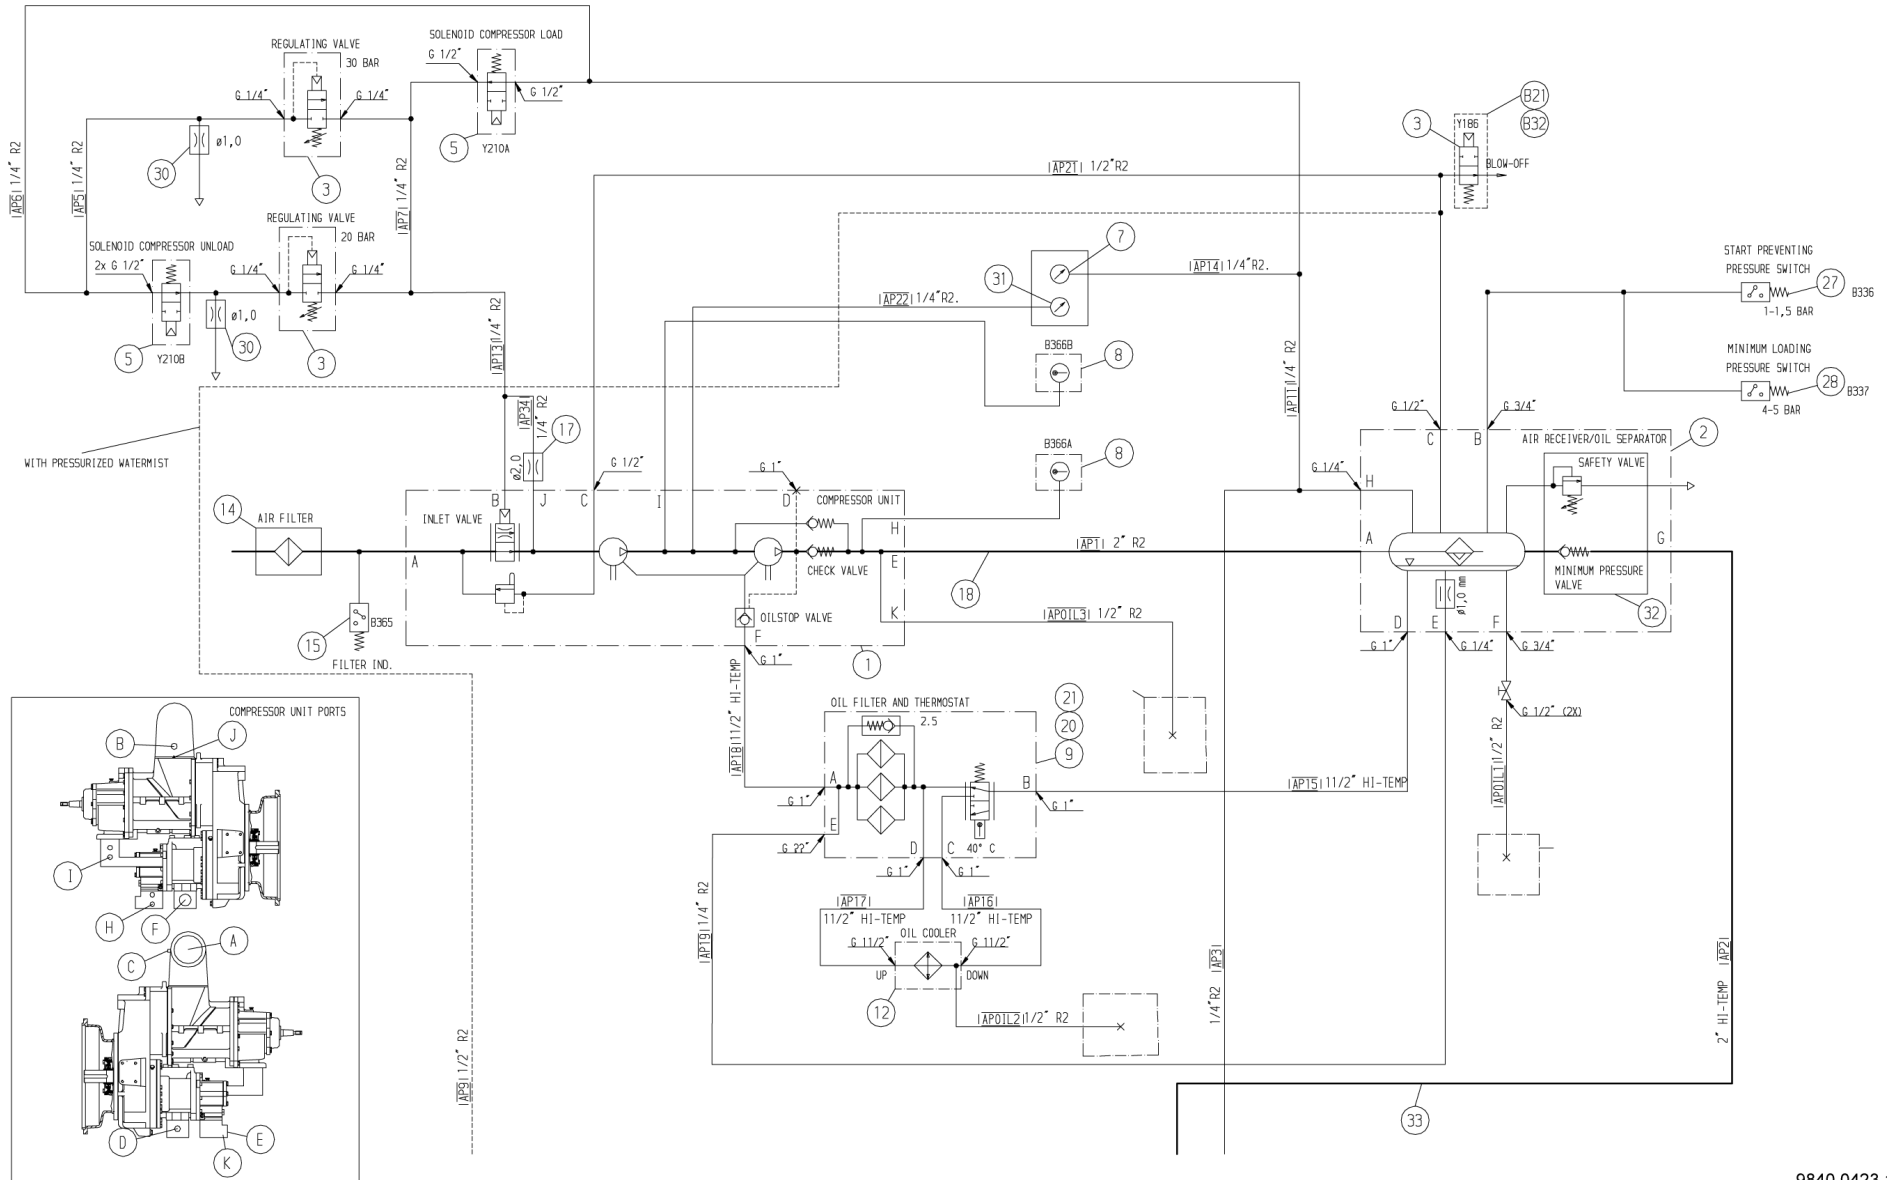 SOLENOID COMPRESSOR LOAD
G 1/2"
G 1/2"
5
Y210A
REGULATING VALVE
30 BAR
G 1/4"
G 1/4"
ø1,0
30
3
|AP6| 1/4" R2
|AP5| 1/4" R2
|AP7| 1/4" R2
REGULATING VALVE
20 BAR
SOLENOID COMPRESSOR UNLOAD
2x G 1/2"
G 1/4"
G 1/4"
ø1,0
30
5
Y210B
3
|AP13| 1/4" R2
|AP34|
1/4" R2
17
ø2,0
|AP21| 1/2" R2
B21
B32
3
Y186
BLOW-OFF
7
31
|AP14| 1/4"R2.
|AP22| 1/4"R2.
B366B
8
B366A
8
|AP11| 1/4" R2
START PREVENTING
PRESSURE SWITCH
27
B336
1-1,5 BAR
MINIMUM LOADING
PRESSURE SWITCH
28
B337
4-5 BAR
WITH PRESSURIZED WATERMIST
14
AIR FILTER
15
B365
FILTER IND.
B
J
C
G 1/2"
I
G 1"
D
COMPRESSOR UNIT
INLET VALVE
A
H
E
K
CHECK VALVE
OILSTOP VALVE
F
G 1"
1
|AP1| 2" R2
18
|APOIL3| 1/2" R2
G 1/2"
G 3/4"
C
B
AIR RECEIVER/OIL SEPARATOR
2
SAFETY VALVE
G 1/4"
H
A
G
MINIMUM PRESSURE
VALVE
ø1,0 mm
32
D
E
F
G 1"
G 1/4"
G 3/4"
G 1/2" (2X)
|APOIL1| 1/2" R2
|AP18| 11/2" HI-TEMP
OIL FILTER AND THERMOSTAT
2.5
21
20
9
A
B
G 1"
G 1"
E
G ??"
D
C
40° C
G 1"
G 1"
|AP15| 11/2" HI-TEMP
|AP17|
11/2" HI-TEMP
|AP16|
11/2" HI-TEMP
OIL COOLER
G 11/2"
G 11/2"
UP
DOWN
12
|APOIL2| 1/2" R2
|AP19| 1/4" R2
|AP9| 1/2" R2
|AP3|
1/4"R2
2" HI-TEMP |AP2|
33
COMPRESSOR UNIT PORTS
B
J
I
H
F
A
C
D
E
K